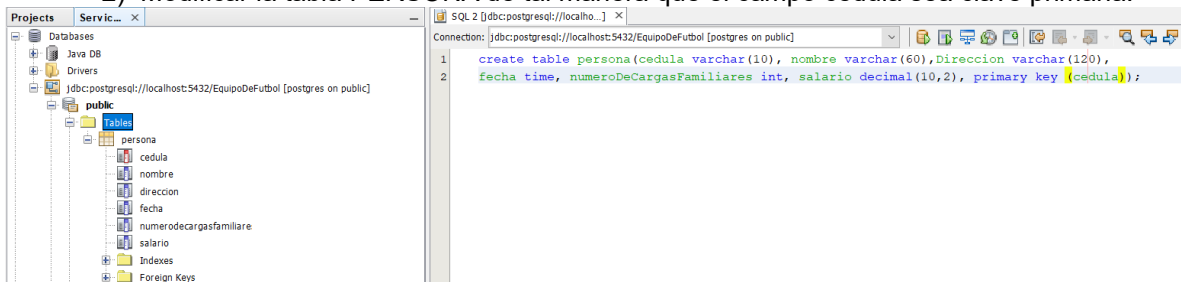 2) Modificar la tabla PERSONA de tal manera que el campo cedula sea clave primaria.
Projects Servic... ×
SQL 2 [jdbc:postgresql://localho...] ×
Databases
Java DB
Drivers
jdbc:postgresql://localhost:5432/EquipoDeFutbol [postgres on public]
public
Tables
persona
cedula
nombre
direccion
fecha
numerodecargasfamiliare
salario
Indexes
Foreign Keys
Connection: jdbc:postgresql://localhost:5432/EquipoDeFutbol [postgres on public]
1 create table persona(cedula varchar(10), nombre varchar(60),Direccion varchar(120),
2 fecha time, numeroDeCargasFamiliares int, salario decimal(10,2), primary key (cedula));